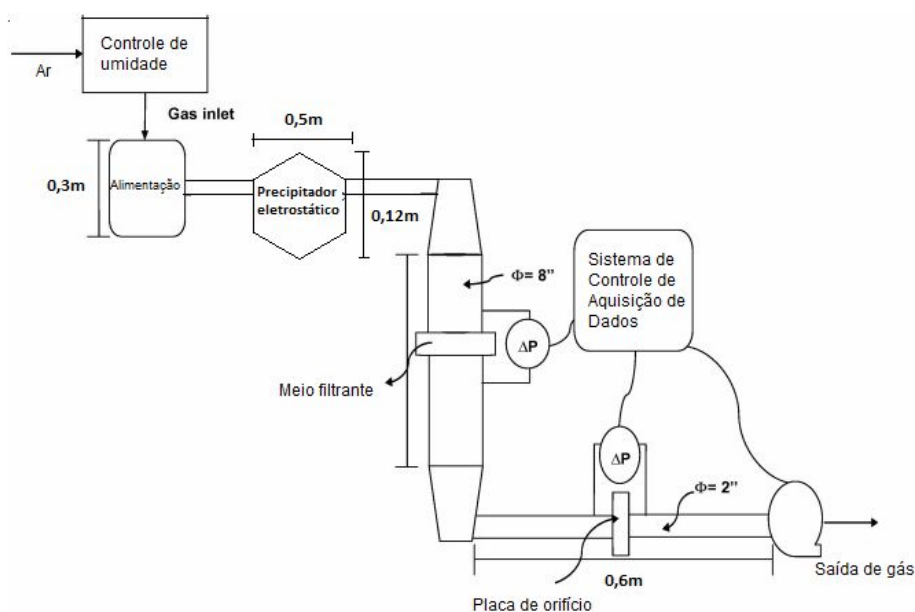 Controle de
umidade
Ar
Gas inlet
0,5m
0,3m
Alimentação
Precipitador
eletrostático
0,12m
Φ= 8"
Sistema de
Controle de
Aquisição de
Dados
ΔP
Meio filtrante
ΔP
Φ= 2"
0,6m
Saída de gás
Placa de orifício